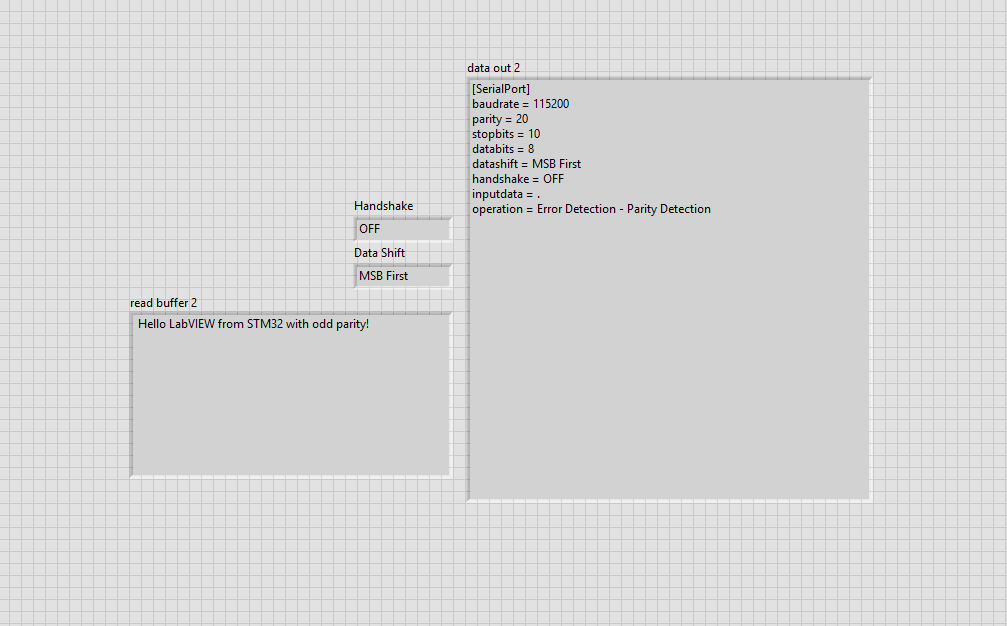 data out 2
[SerialPort]
baudrate = 115200
parity = 20
stopbits = 10
databits = 8
datashift = MSB First
handshake = OFF
inputdata = .
operation = Error Detection - Parity Detection
Handshake
OFF
Data Shift
MSB First
read buffer 2
Hello LabVIEW from STM32 with odd parity!